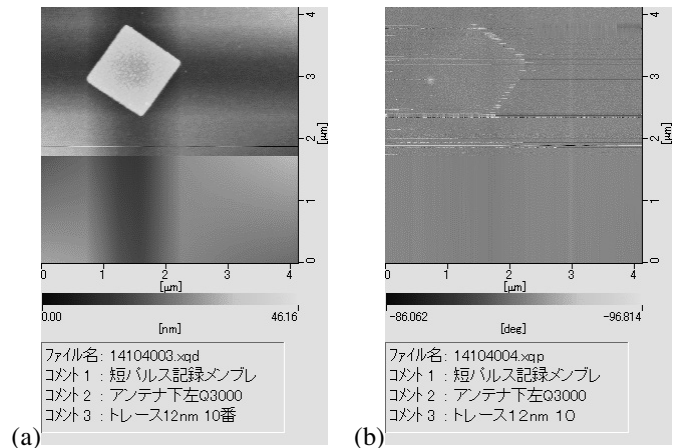 4
3
2
[μm]
1
0
0
1
2
3
4
[μm]
0.00
46.16
[nm]
ファイル名: 14104003.xqd
コメント1 : 短パルス記録メンブレ
コメント2 : アンテナ下左Q3000
コメント3 : トレース12nm 10番
(a)
4
3
2
[μm]
1
0
0
1
2
3
4
[μm]
-86.062
-96.814
[deg]
ファイル名: 14104004.xqp
コメント1 : 短パルス記録メンブレ
コメント2 : アンテナ下左Q3000
コメント3 : トレース12nm 10
(b)